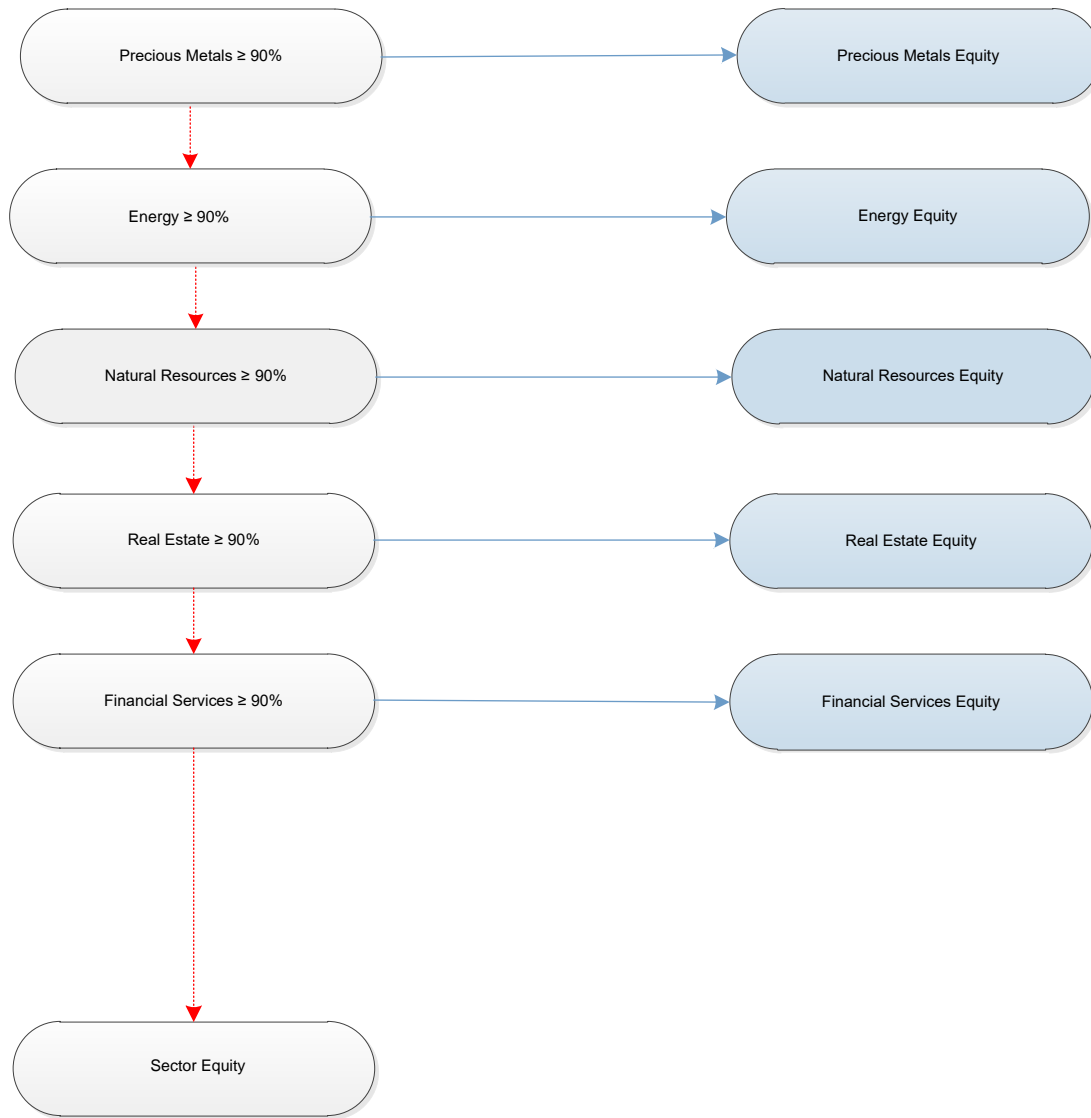 Precious Metals ≥ 90%
Precious Metals Equity
Energy ≥ 90%
Energy Equity
Natural Resources ≥ 90%
Natural Resources Equity
Real Estate ≥ 90%
Real Estate Equity
Financial Services ≥ 90%
Financial Services Equity
Sector Equity